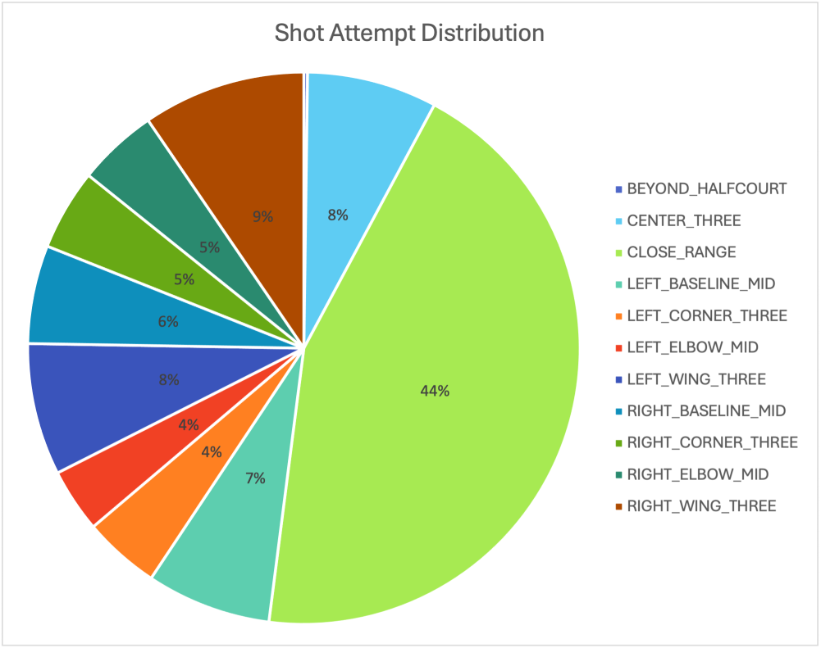 Shot Attempt Distribution
8%
44%
7%
4%
4%
8%
6%
5%
5%
9%
BEYOND_HALFCOURT
CENTER_THREE
CLOSE_RANGE
LEFT_BASELINE_MID
LEFT_CORNER_THREE
LEFT_ELBOW_MID
LEFT_WING_THREE
RIGHT_BASELINE_MID
RIGHT_CORNER_THREE
RIGHT_ELBOW_MID
RIGHT_WING_THREE